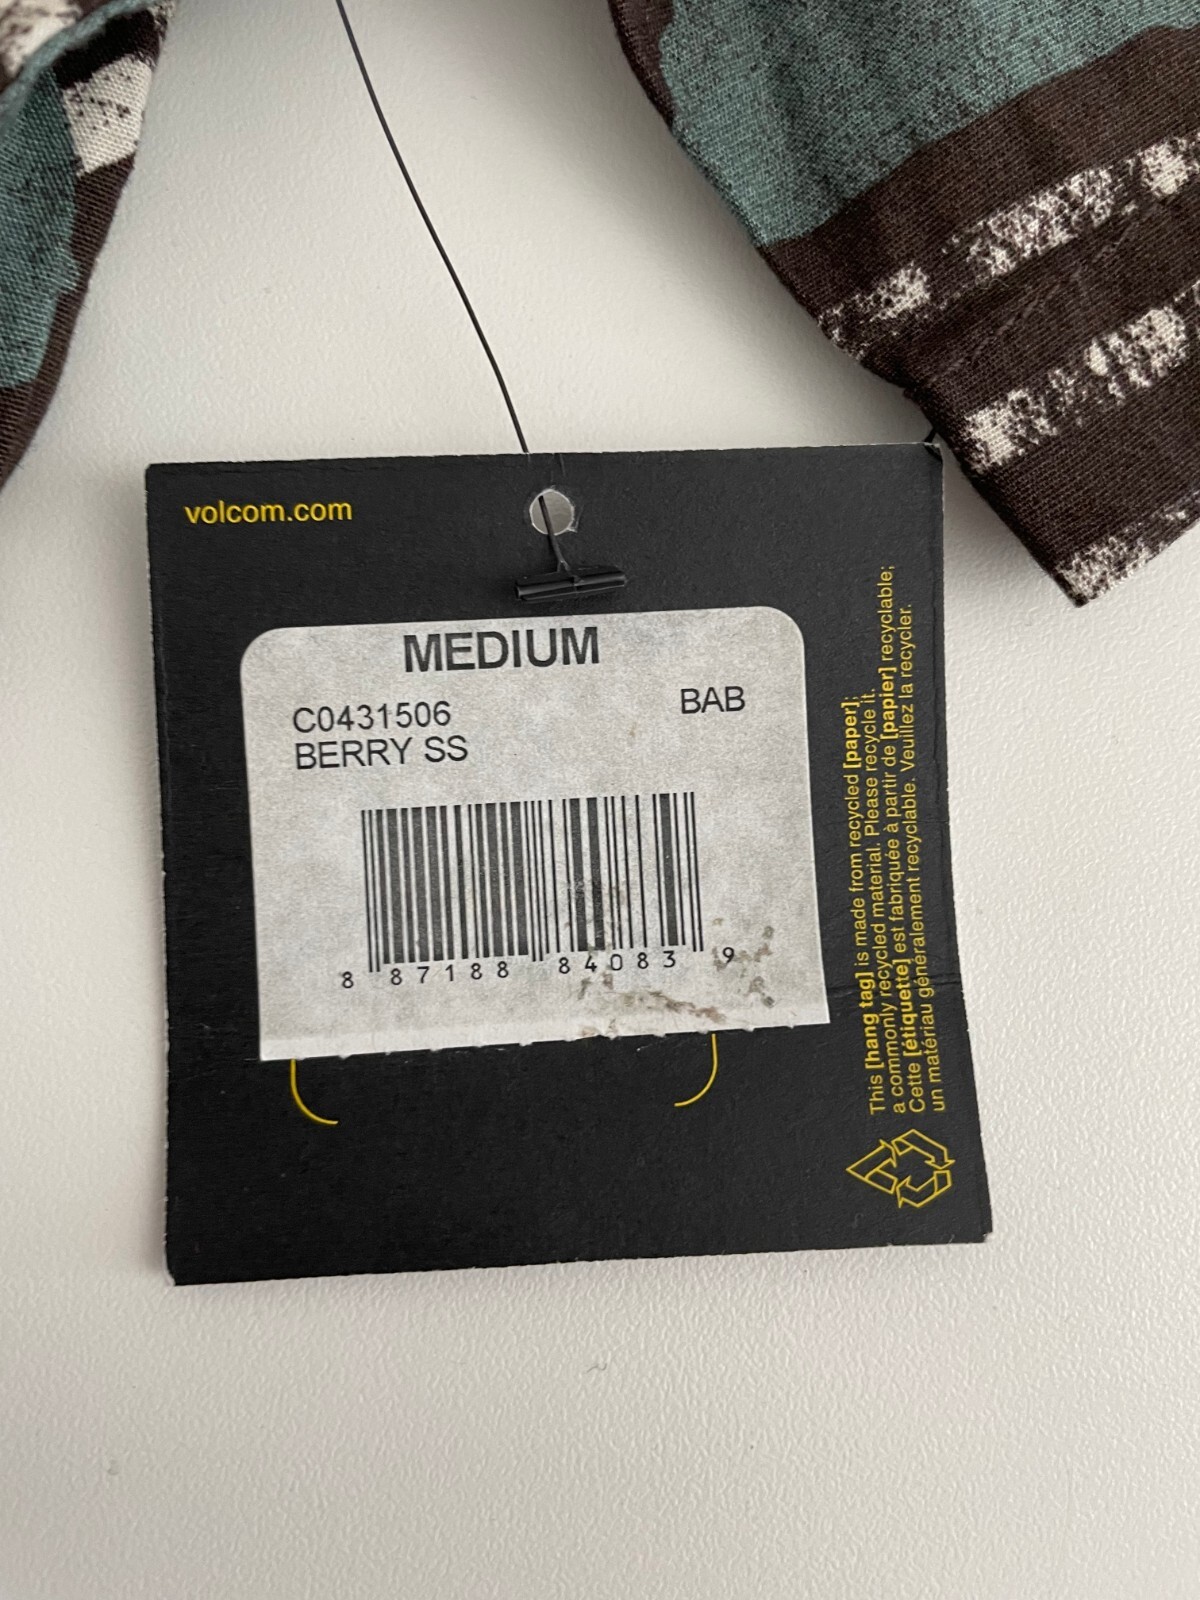 volcom.com
MEDIUM
C0431506 BAB
BERRY SS
8 87188 84083 9
This [hang tag] is made from recycled [paper];
a commonly recycled material. Please recycle it.
Cette [étiquette] est fabriquée à partir de [papier] recyclable;
un matériau généralement recyclable. Veuillez la recycler.